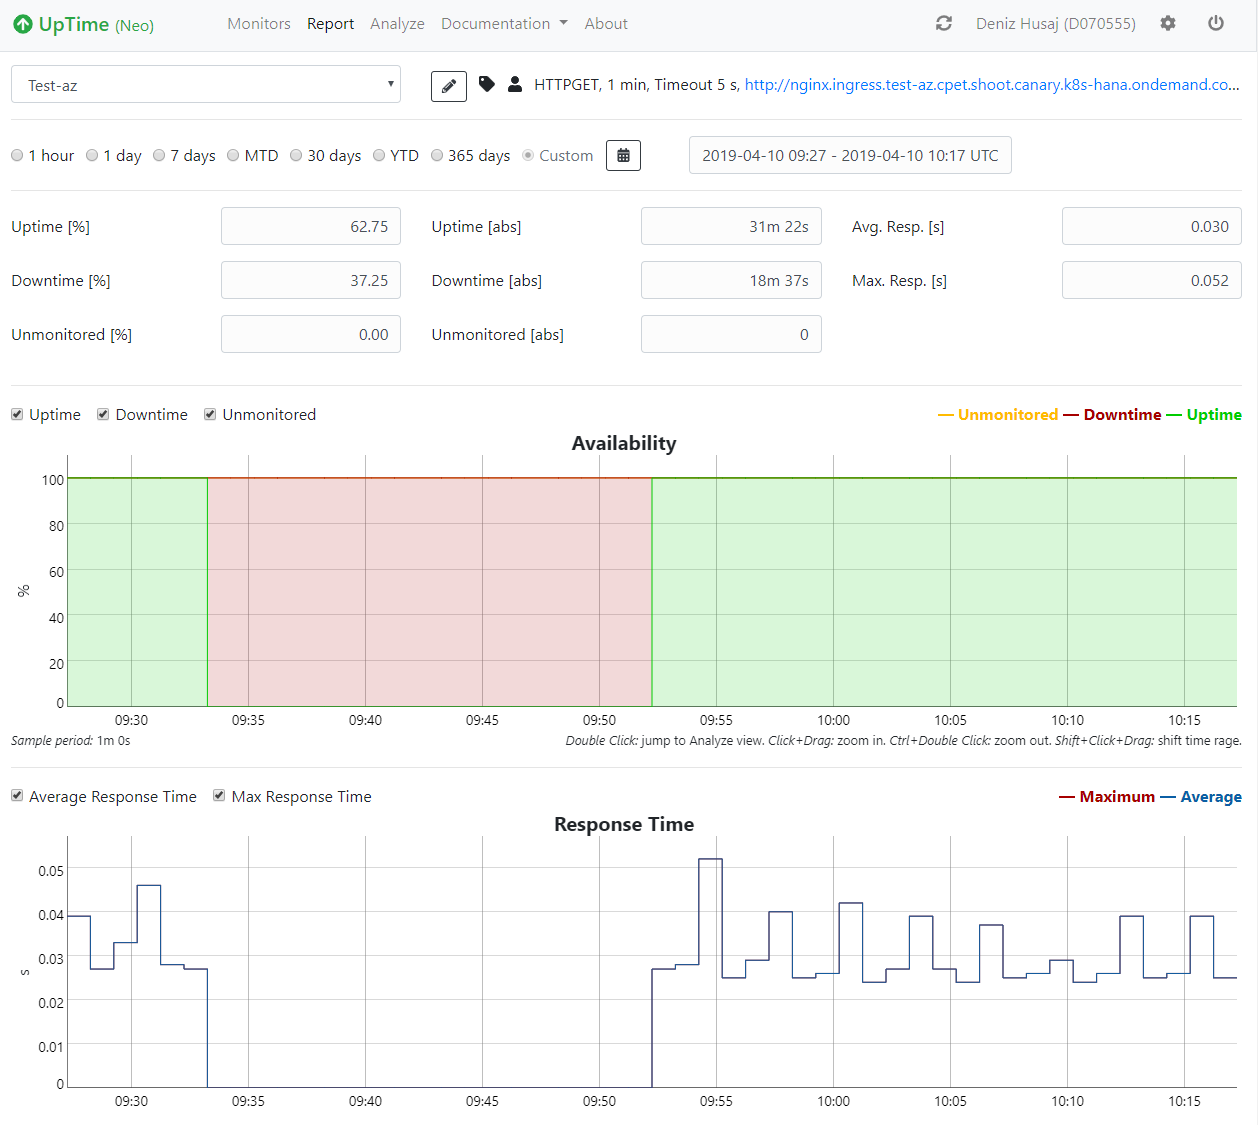 UpTime (Neo) Monitors Report Analyze Documentation About Deniz Husaj (D070555)
Test-az HTTPGET, 1 min, Timeout 5 s, http://nginx.ingress.test-az.cpet.shoot.canary.k8s-hana.ondemand.co...
1 hour 1 day 7 days MTD 30 days YTD 365 days Custom 2019-04-10 09:27 - 2019-04-10 10:17 UTC
Uptime [%] 62.75 Uptime [abs] 31m 22s Avg. Resp. [s] 0.030
Downtime [%] 37.25 Downtime [abs] 18m 37s Max. Resp. [s] 0.052
Unmonitored [%] 0.00 Unmonitored [abs] 0
Uptime Downtime Unmonitored Unmonitored Downtime Uptime
Availability
100
80
60
%
40
20
0
09:30 09:35 09:40 09:45 09:50 09:55 10:00 10:05 10:10 10:15
Sample period: 1m 0s Double Click: jump to Analyze view. Click+Drag: zoom in. Ctrl+Double Click: zoom out. Shift+Click+Drag: shift time rage.
Average Response Time Max Response Time Maximum Average
Response Time
0.05
0.04
0.03
s
0.02
0.01
0
09:30 09:35 09:40 09:45 09:50 09:55 10:00 10:05 10:10 10:15